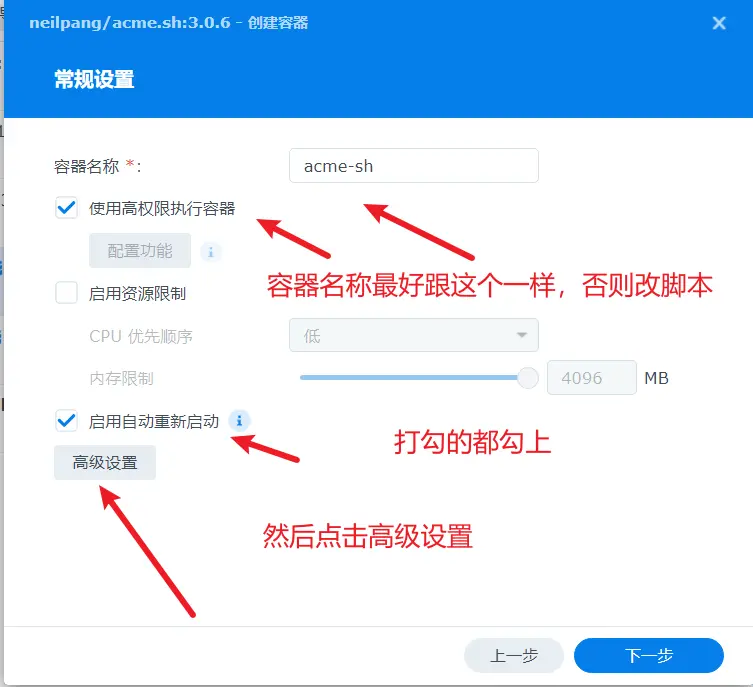 neilpang/acme.sh:3.0.6 - 创建容器
常规设置
容器名称 *:
acme-sh
使用高权限执行容器
配置功能
容器名称最好跟这个一样，否则改脚本
启用资源限制
CPU 优先顺序
低
内存限制
4096
MB
启用自动重新启动
打勾的都勾上
高级设置
然后点击高级设置
上一步
下一步